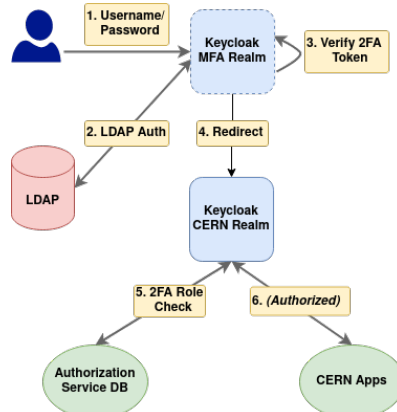 1. Username/
Password
Keycloak
MFA Realm
3. Verify 2FA
Token
2. LDAP Auth
4. Redirect
LDAP
Keycloak
CERN Realm
5. 2FA Role
Check
6. (Authorized)
Authorization
Service DB
CERN Apps